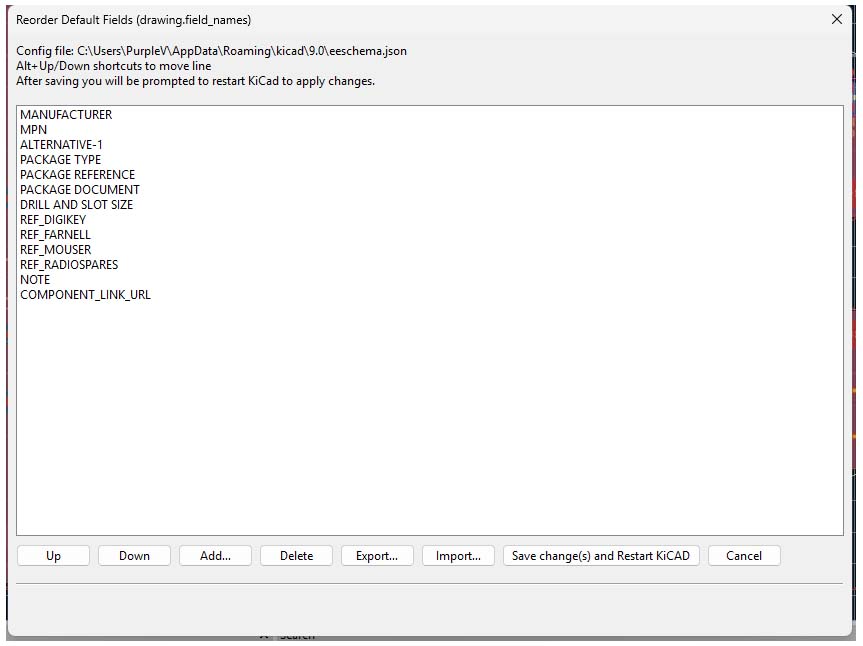 Reorder Default Fields (drawing.field_names)
Config file: C:\Users\PurpleV\AppData\Roaming\kicad\9.0\eeschema.json
Alt+Up/Down shortcuts to move line
After saving you will be prompted to restart KiCad to apply changes.
MANUFACTURER
MPN
ALTERNATIVE-1
PACKAGE TYPE
PACKAGE REFERENCE
PACKAGE DOCUMENT
DRILL AND SLOT SIZE
REF_DIGIKEY
REF_FARNELL
REF_MOUSER
REF_RADIOSPARES
NOTE
COMPONENT_LINK_URL
Up Down Add... Delete Export... Import... Save change(s) and Restart KiCAD Cancel